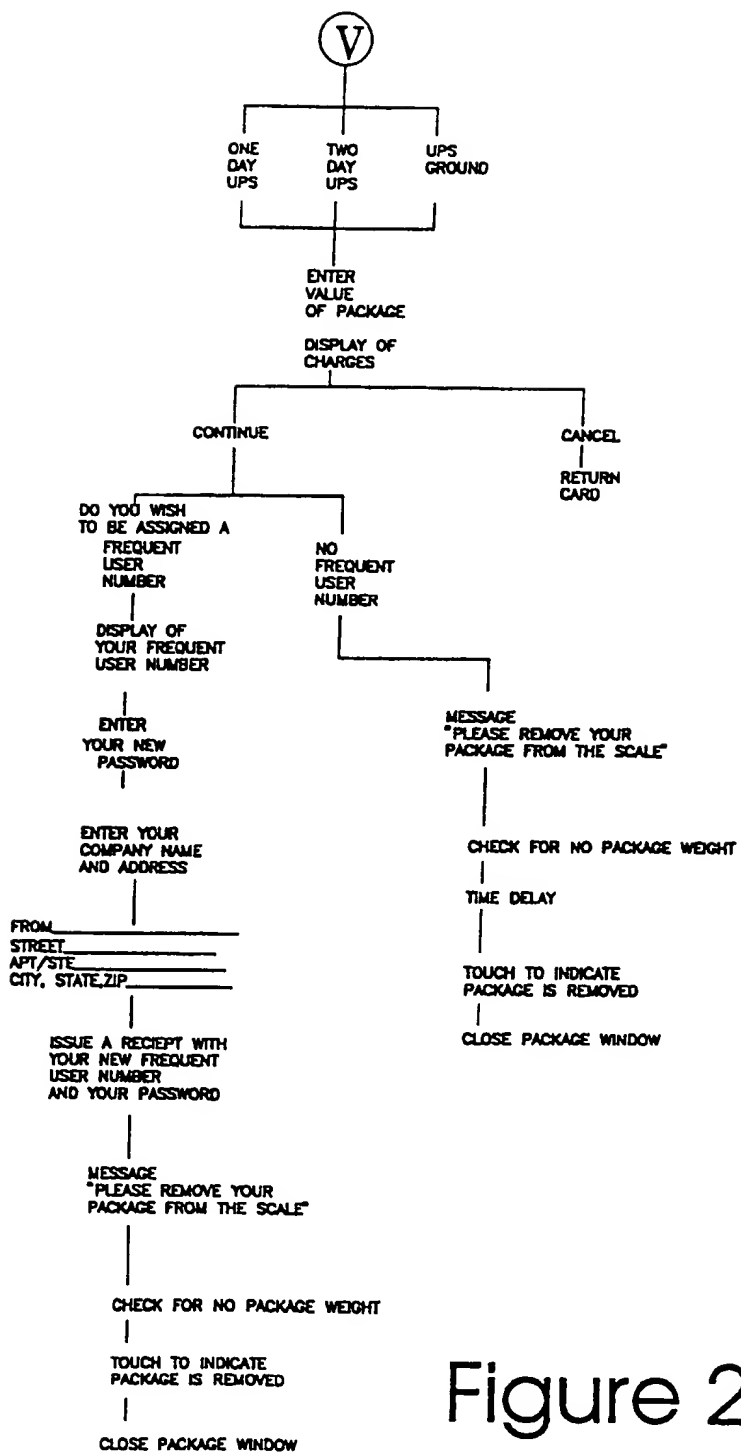 V
ONE
DAY
UPS
TWO
DAY
UPS
UPS
GROUND
ENTER
VALUE
OF PACKAGE
DISPLAY OF
CHARGES
CONTINUE
CANCEL
RETURN
CARD
DO YOU WISH
TO BE ASSIGNED A
FREQUENT
USER
NUMBER
NO
FREQUENT
USER
NUMBER
DISPLAY OF
YOUR FREQUENT
USER NUMBER
ENTER
YOUR NEW
PASSWORD
ENTER YOUR
COMPANY NAME
AND ADDRESS
FROM
STREET
APT/STE
CITY, STATE,ZIP
ISSUE A RECIEPT WITH
YOUR NEW FREQUENT
USER NUMBER
AND YOUR PASSWORD
MESSAGE
"PLEASE REMOVE YOUR
PACKAGE FROM THE SCALE"
CHECK FOR NO PACKAGE WEIGHT
TOUCH TO INDICATE
PACKAGE IS REMOVED
CLOSE PACKAGE WINDOW
MESSAGE
"PLEASE REMOVE YOUR
PACKAGE FROM THE SCALE"
CHECK FOR NO PACKAGE WEIGHT
TIME DELAY
TOUCH TO INDICATE
PACKAGE IS REMOVED
CLOSE PACKAGE WINDOW
Figure 2